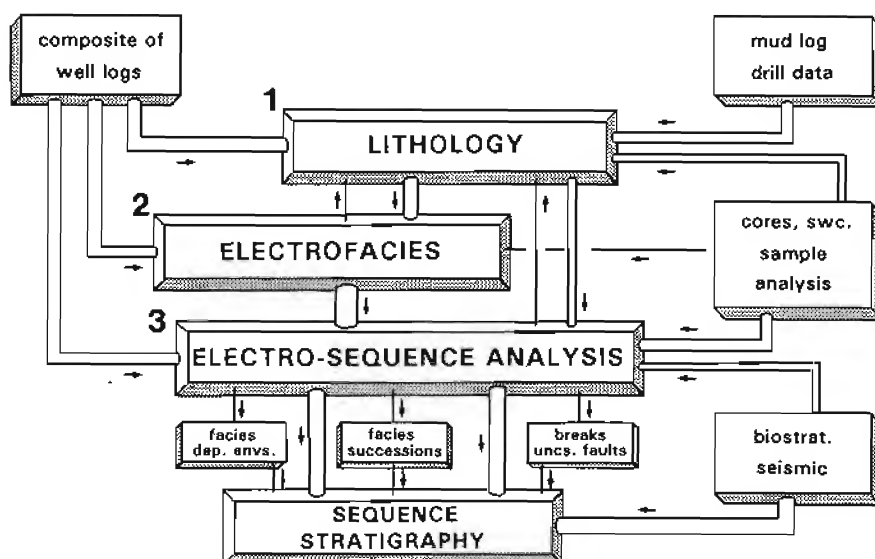 composite of
well logs
mud log
drill data
1
LITHOLOGY
2
ELECTROFACIES
cores, swc.
sample
analysis
3
ELECTRO-SEQUENCE ANALYSIS
facies
dep. envs.
facies
successions
breaks
uncs. faults
biostrat.
seismic
SEQUENCE
STRATIGRAPHY